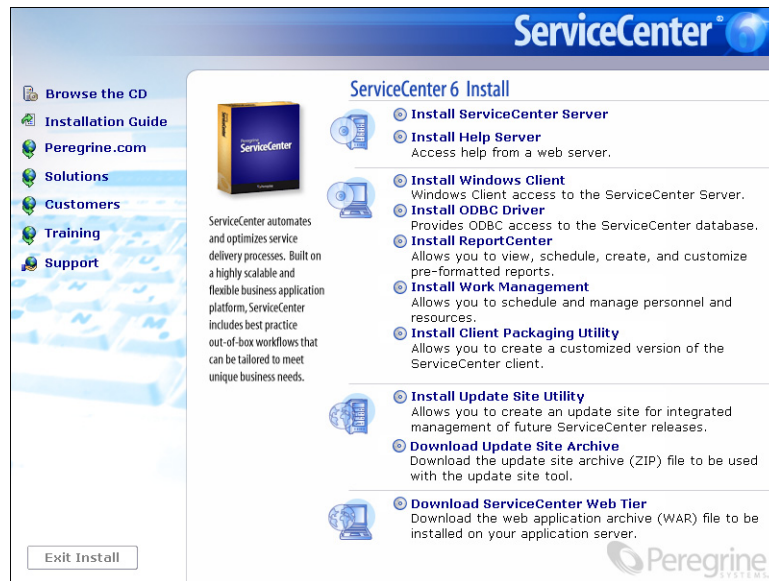 ServiceCenter®6
Browse the CD
Installation Guide
Peregrine.com
Solutions
Customers
Training
Support
Exit Install
Peregrine
ServiceCenter
ServiceCenter automates
and optimizes service
delivery processes. Built on
a highly scalable and
flexible business application
platform, ServiceCenter
includes best practice
out-of-box workflows that
can be tailored to meet
unique business needs.
ServiceCenter 6 Install
Install ServiceCenter Server
Install Help Server
Access help from a web server.
Install Windows Client
Windows Client access to the ServiceCenter Server.
Install ODBC Driver
Provides ODBC access to the ServiceCenter database.
Install ReportCenter
Allows you to view, schedule, create, and customize
pre-formatted reports.
Install Work Management
Allows you to schedule and manage personnel and
resources.
Install Client Packaging Utility
Allows you to create a customized version of the
ServiceCenter client.
Install Update Site Utility
Allows you to create an update site for integrated
management of future ServiceCenter releases.
Download Update Site Archive
Download the update site archive (ZIP) file to be used
with the update site tool.
Download ServiceCenter Web Tier
Download the web application archive (WAR) file to be
installed on your application server.
Peregrine
SYSTEMS